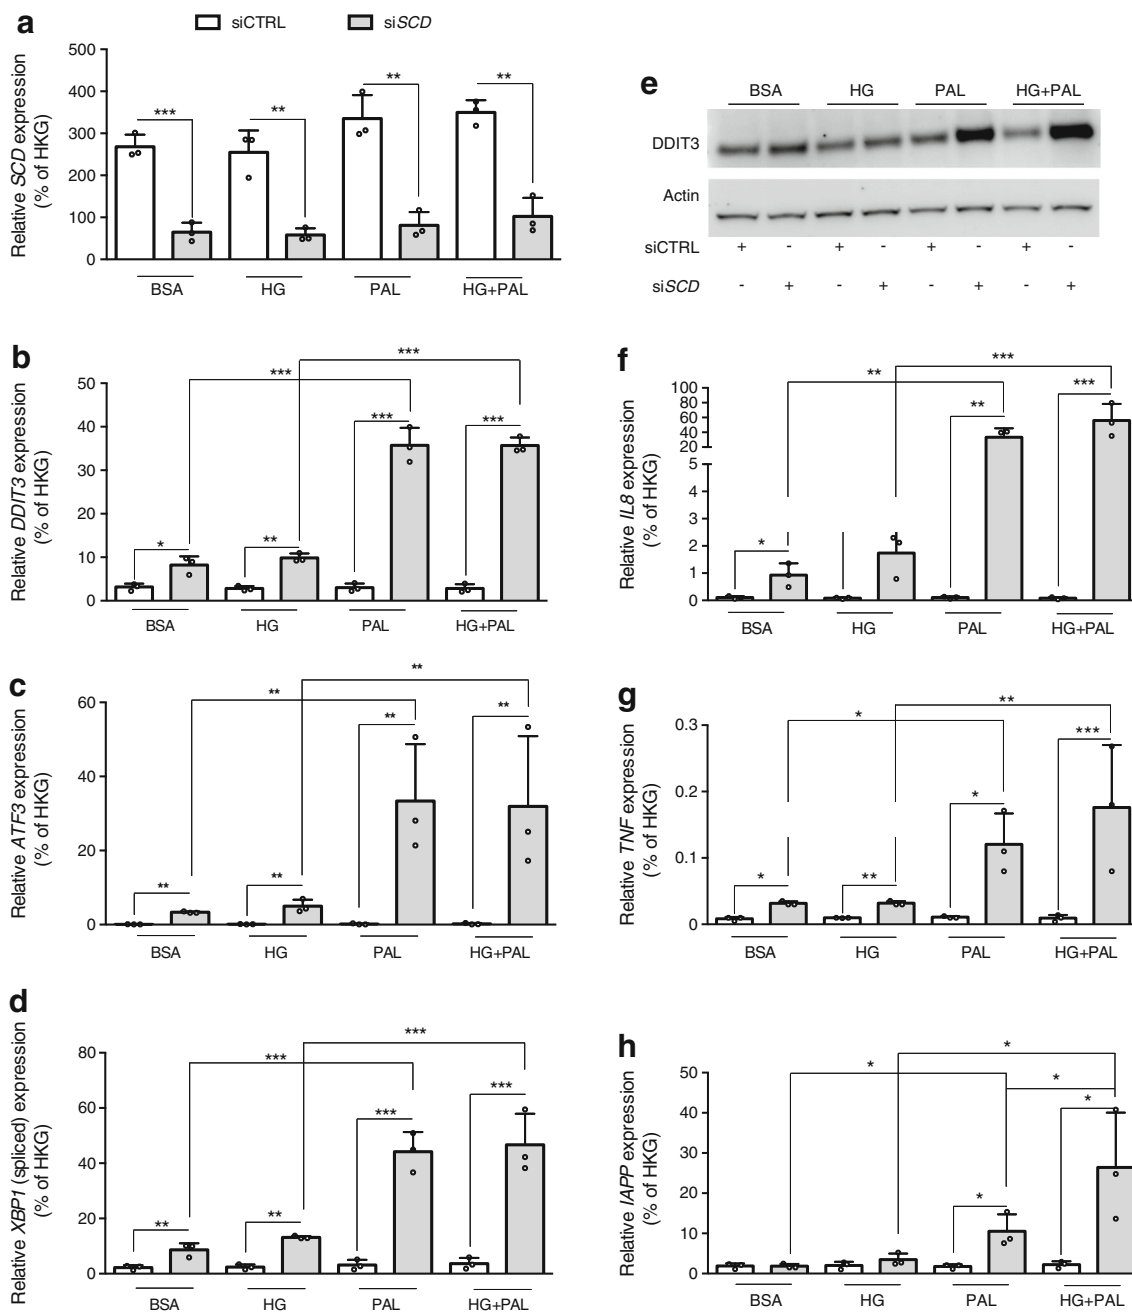 a
siCTRL
siSCD
Relative SCD expression
(% of HKG)
500
400
300
200
100
0
***
**
**
**
BSA
HG
PAL
HG+PAL
e
BSA
HG
PAL
HG+PAL
DDIT3
Actin
siCTRL + - + - + - + -
siSCD - + - + - + - +
b
Relative DDIT3 expression
(% of HKG)
50
40
30
20
10
0
***
***
***
***
*
**
BSA
HG
PAL
HG+PAL
f
Relative IL8 expression
(% of HKG)
100
80
60
40
20
5
4
3
2
1
0
***
**
***
**
*
BSA
HG
PAL
HG+PAL
c
Relative ATF3 expression
(% of HKG)
60
40
20
0
**
**
**
**
**
**
BSA
HG
PAL
HG+PAL
g
Relative TNF expression
(% of HKG)
0.3
0.2
0.1
0
**
*
***
*
*
**
BSA
HG
PAL
HG+PAL
d
Relative XBP1 (spliced) expression
(% of HKG)
80
60
40
20
0
***
***
***
***
**
**
BSA
HG
PAL
HG+PAL
h
Relative IAPP expression
(% of HKG)
50
40
30
20
10
0
*
*
*
*
*
BSA
HG
PAL
HG+PAL